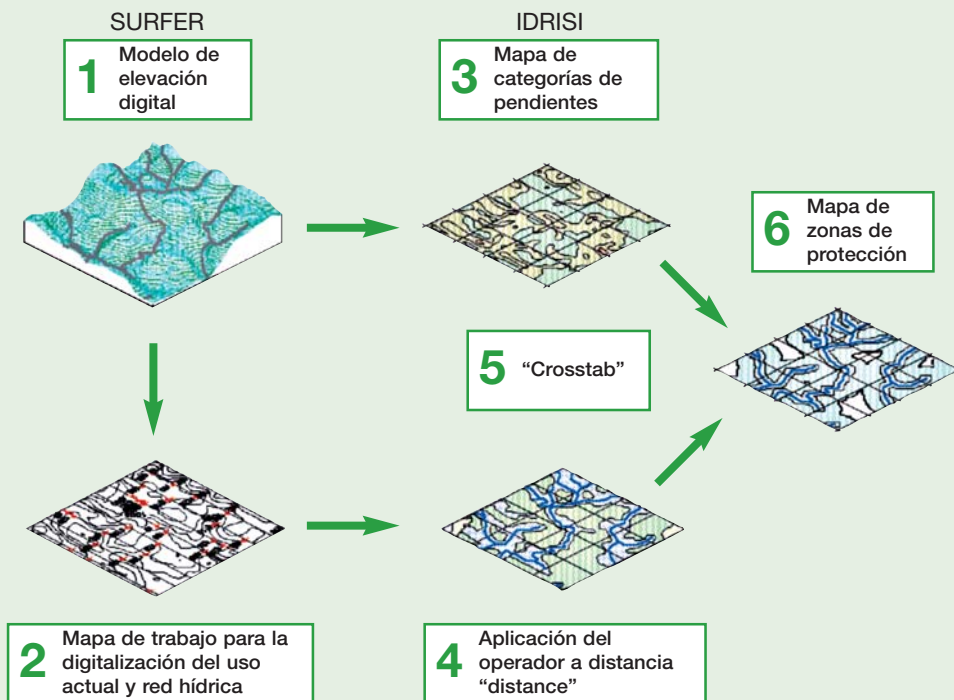 SURFER
IDRISI
1 Modelo de
elevación
digital
3 Mapa de
categorías de
pendientes
6 Mapa de
zonas de
protección
5 "Crosstab"
2 Mapa de trabajo para la
digitalización del uso
actual y red hídrica
4 Aplicación del
operador a distancia
"distance"